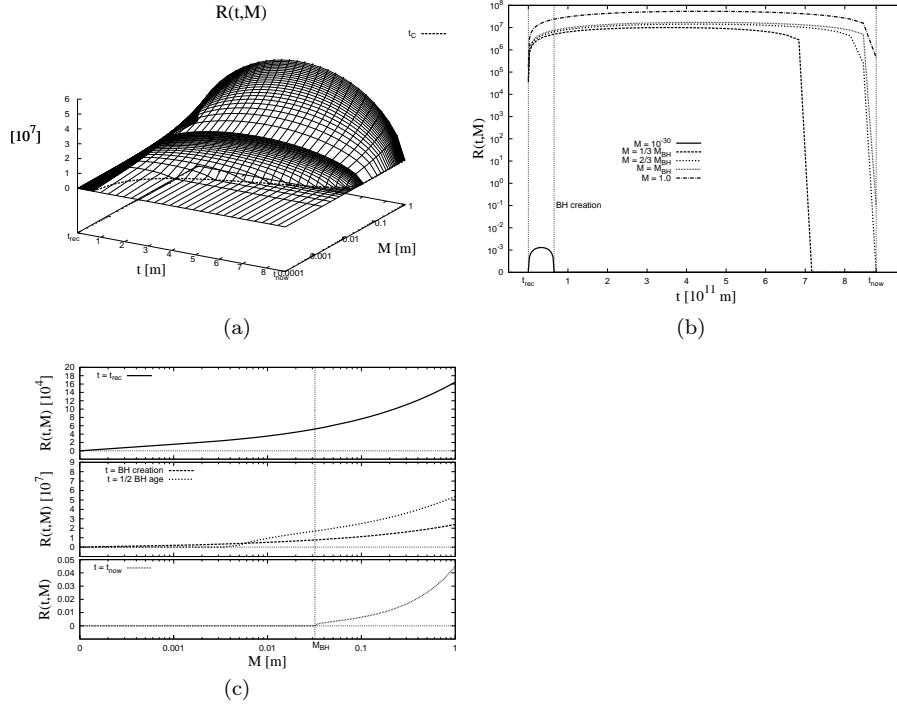 R(t,M)
t_C
[10^7]
6
5
4
3
2
1
0
t_rec
1
2
3
4
5
6
7
8
t_now
t [m]
0.0001
0.001
0.01
0.1
1
M [m]
(a)
10^8
10^7
10^6
10^5
10^4
10^3
10^2
10^1
10^0
10^-1
10^-2
10^-3
0
R(t,M)
M = 10^-30
M = 1/3 M_BH
M = 2/3 M_BH
M = M_BH
M = 1.0
BH creation
t_rec
1
2
3
4
5
6
7
8
t_now
t [10^11 m]
(b)
20
18
16
14
12
10
8
6
4
2
0
R(t,M) [10^4]
t = t_rec
9
8
7
6
5
4
3
2
1
0
R(t,M) [10^7]
t = BH creation
t = 1/2 BH age
0.05
0.04
0.03
0.02
0.01
0
R(t,M)
t = t_now
0
0.001
0.01
M_BH
0.1
1
M [m]
(c)